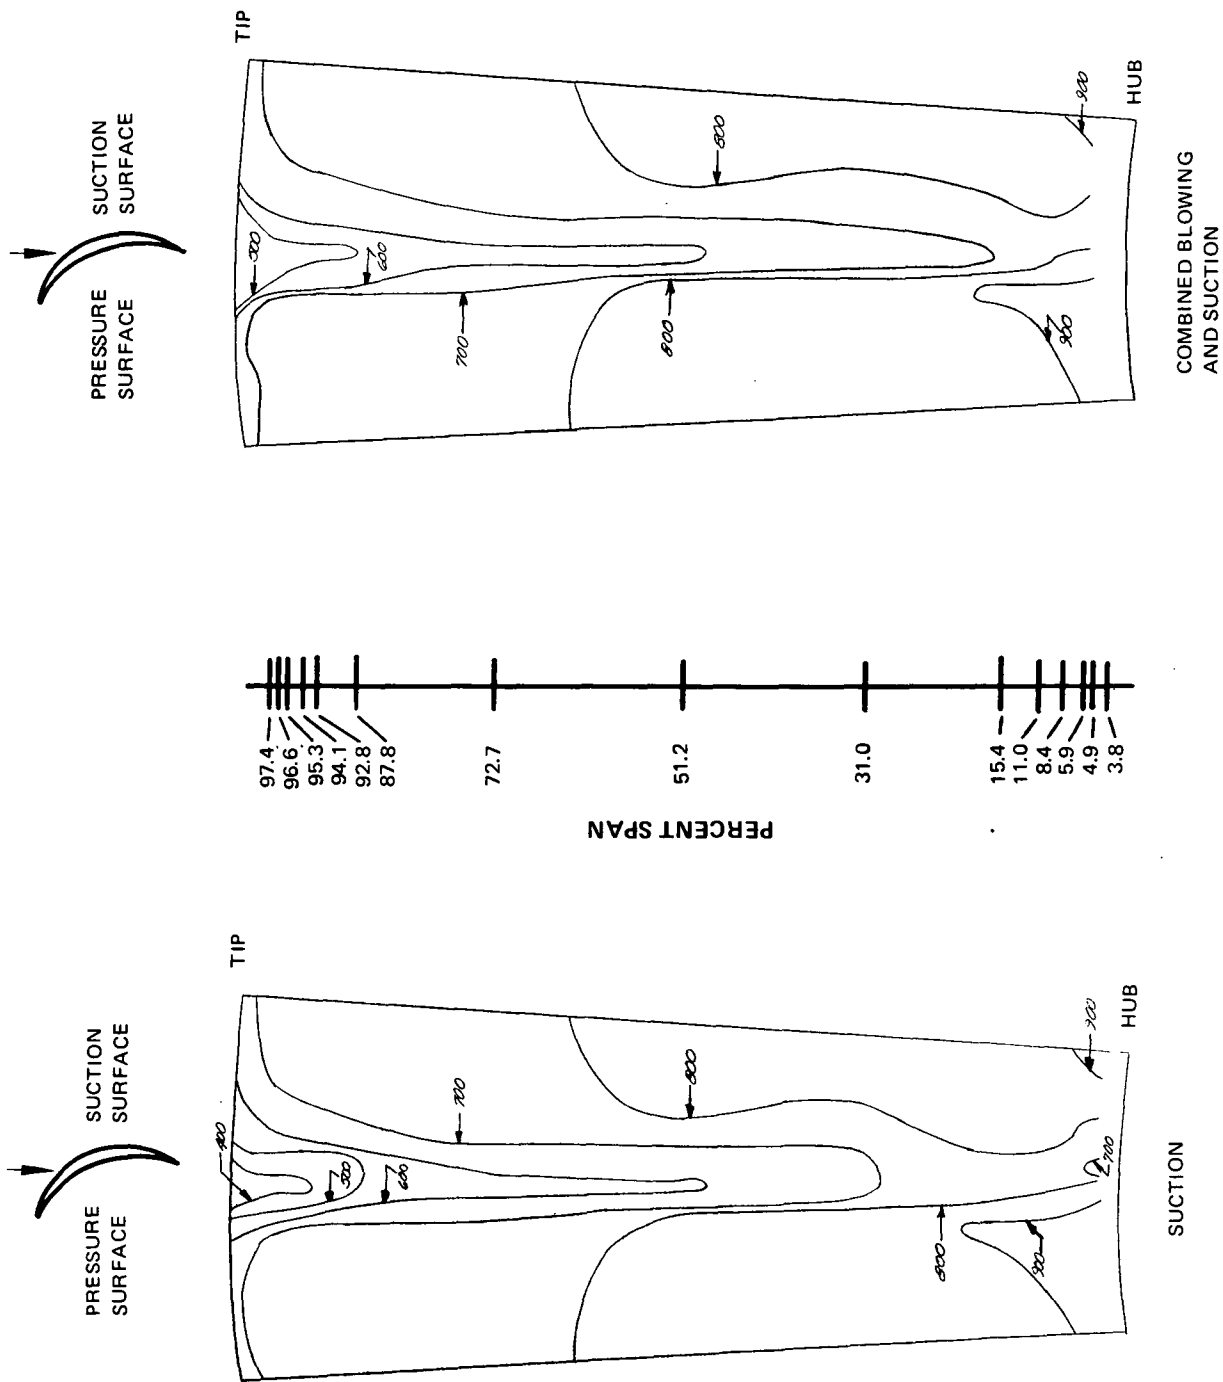 TIP
SUCTION
SURFACE
PRESSURE
SURFACE
500
600
700
800
800
900
900
HUB
COMBINED BLOWING
AND SUCTION
97.4
96.6
95.3
94.1
92.8
87.8
72.7
51.2
31.0
15.4
11.0
8.4
5.9
4.9
3.8
PERCENT SPAN
TIP
SUCTION
SURFACE
PRESSURE
SURFACE
400
500
600
700
800
800
900
900
700
HUB
SUCTION